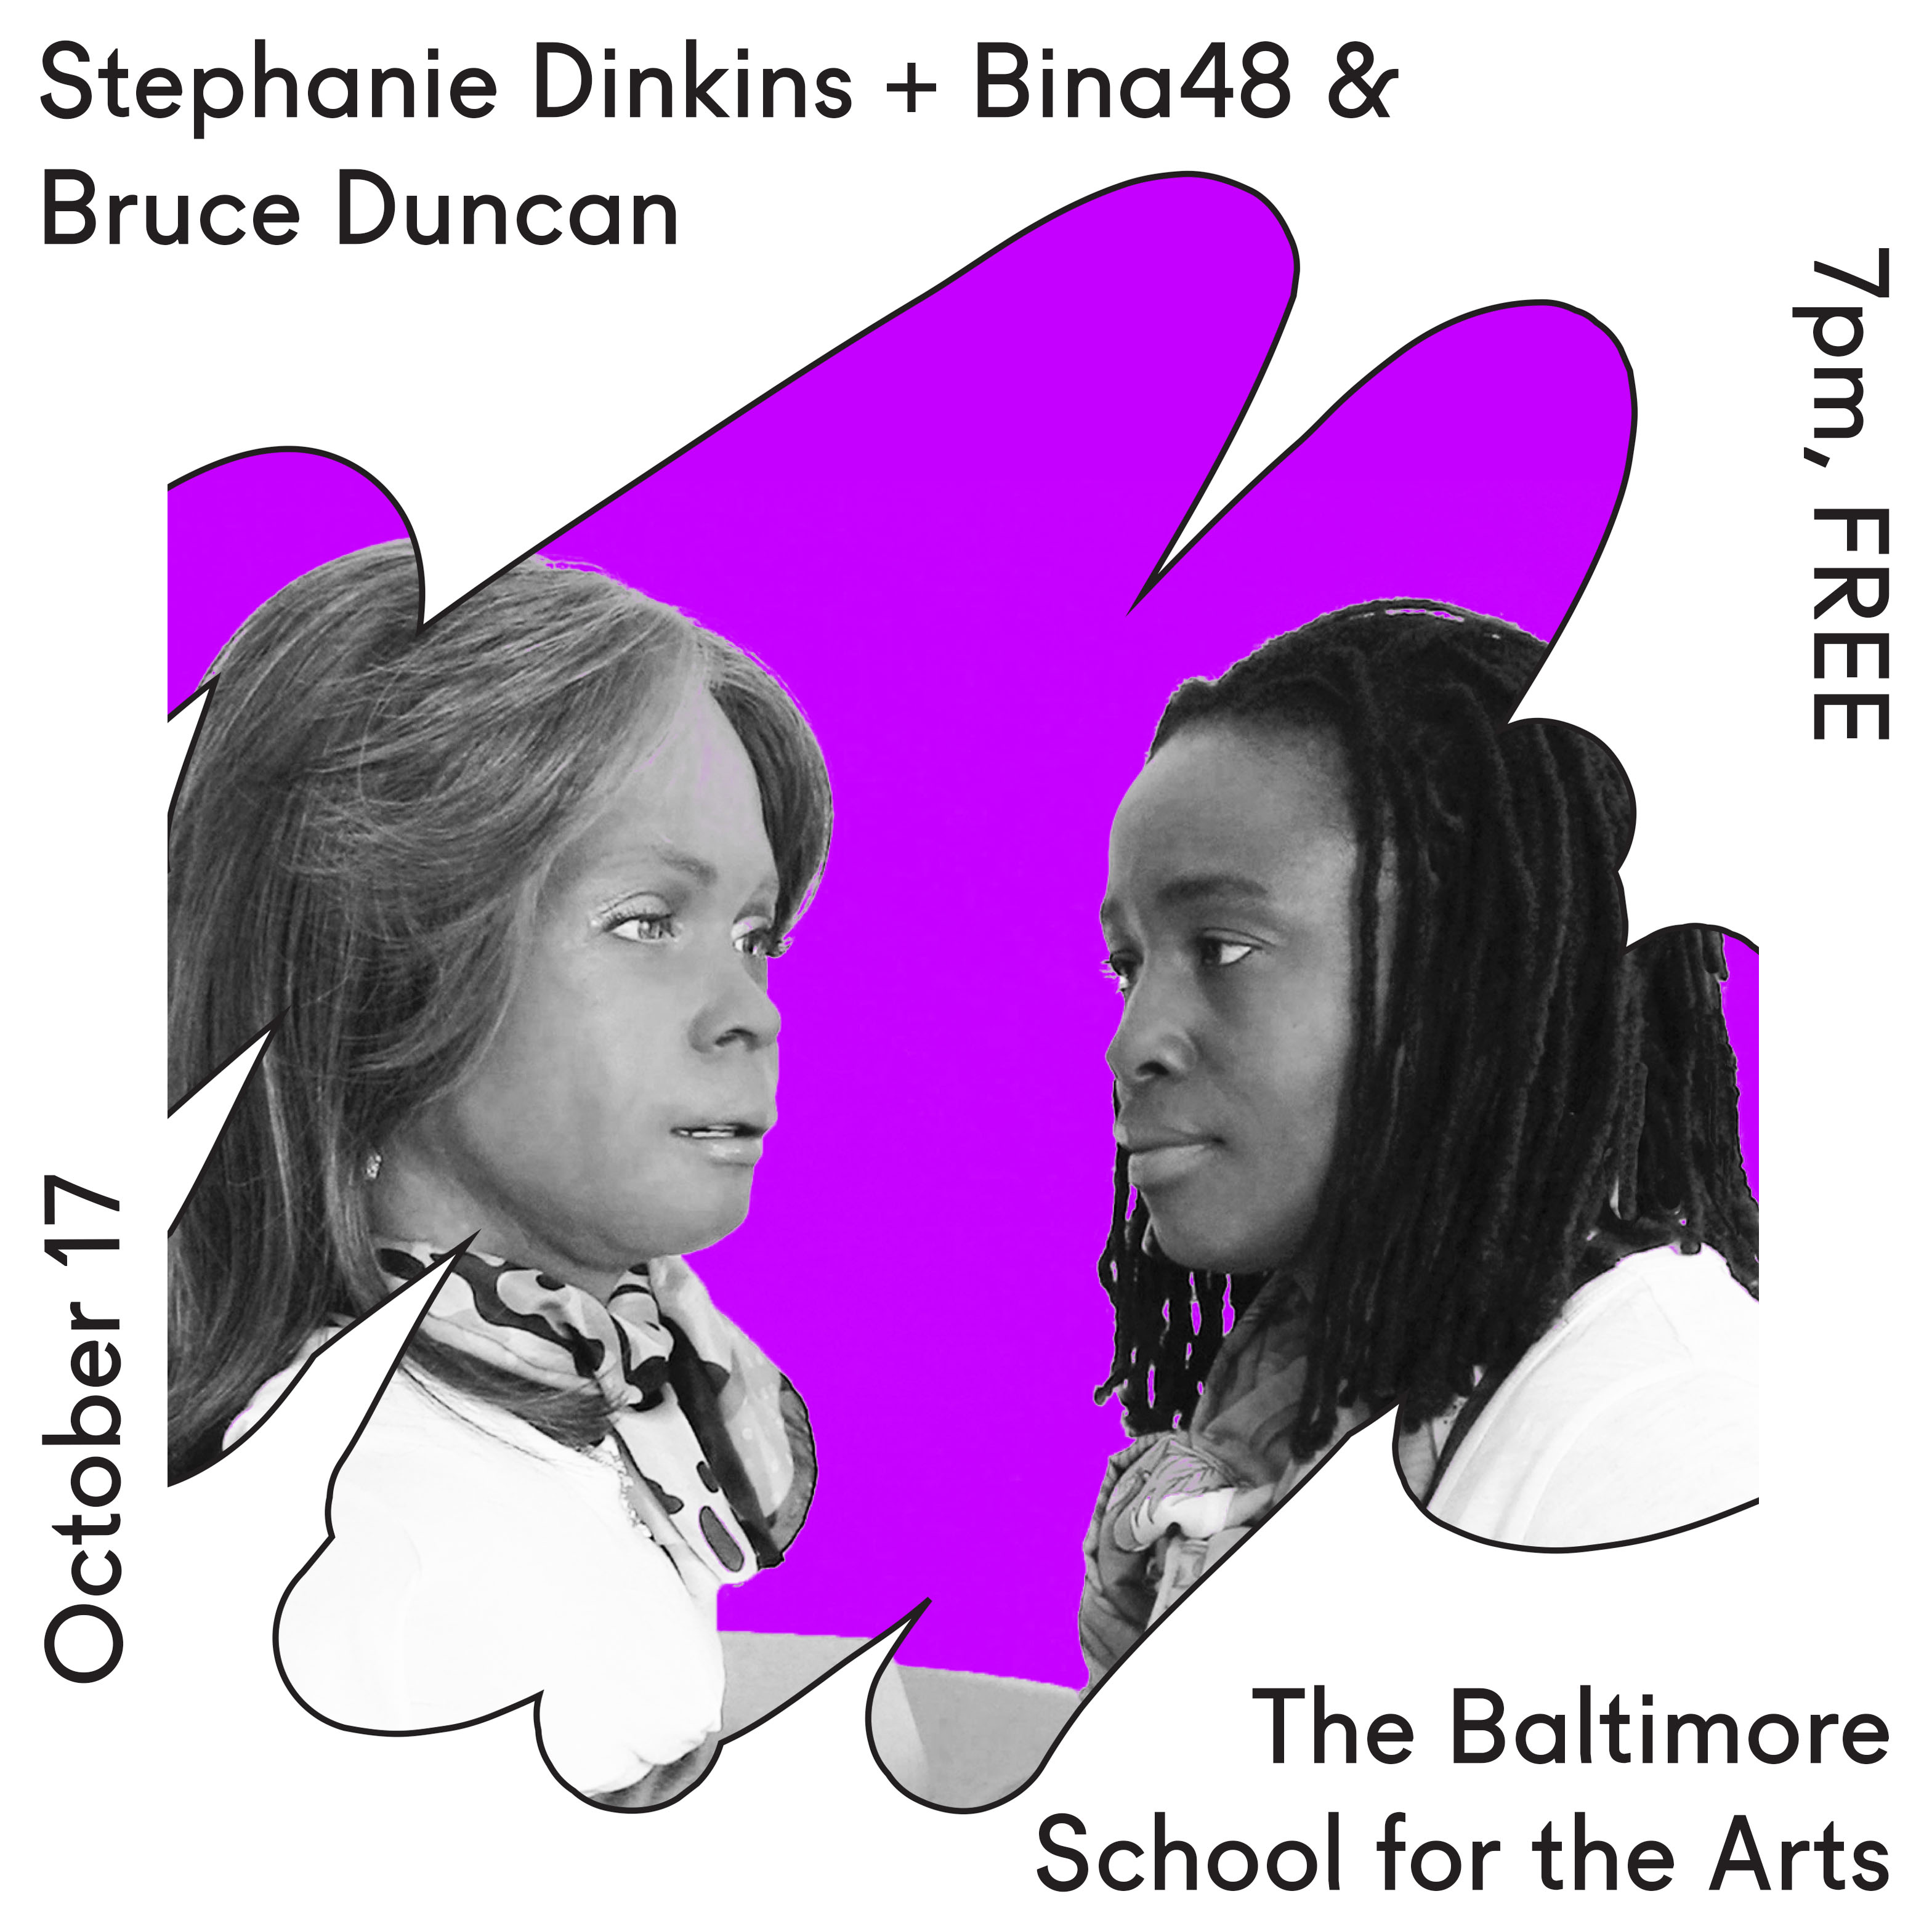 Stephanie Dinkins + Bina48 &
Bruce Duncan
7pm, FREE
October 17
The Baltimore
School for the Arts